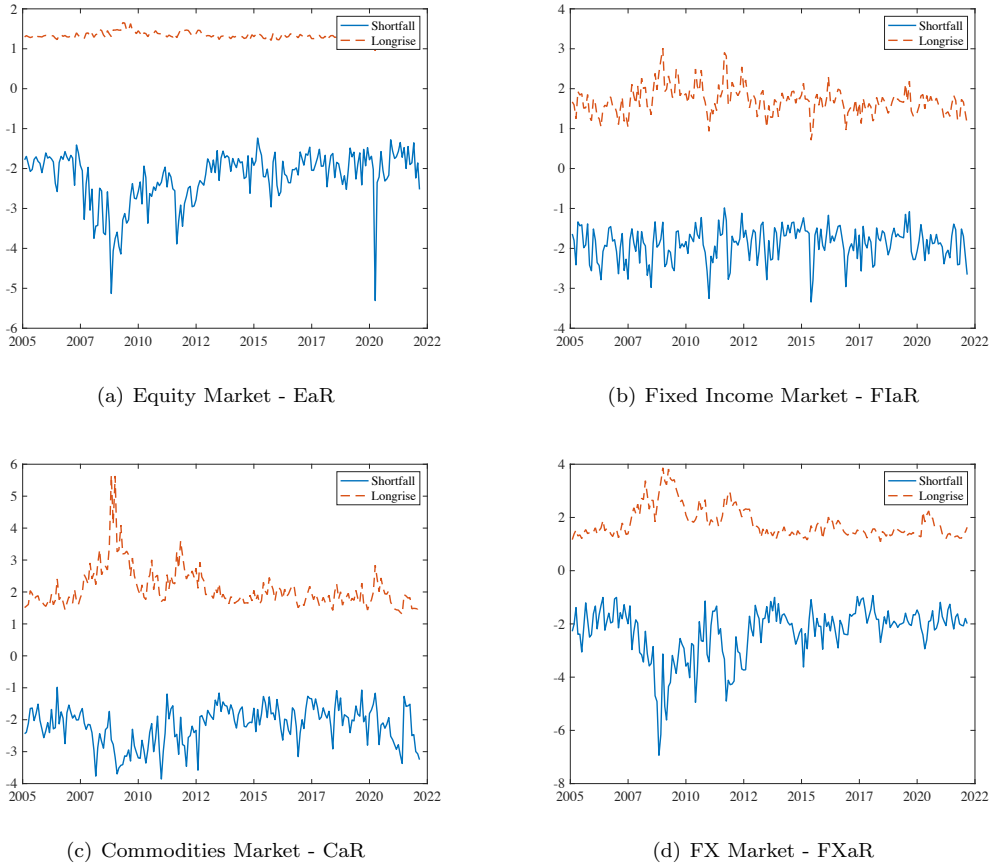 2
1
0
-1
-2
-3
-4
-5
-6
2005 2007 2010 2012 2015 2017 2020 2022
Shortfall
Longrise
(a) Equity Market - EaR
4
3
2
1
0
-1
-2
-3
-4
2005 2007 2010 2012 2015 2017 2020 2022
Shortfall
Longrise
(b) Fixed Income Market - FIaR
6
5
4
3
2
1
0
-1
-2
-3
-4
2005 2007 2010 2012 2015 2017 2020 2022
Shortfall
Longrise
(c) Commodities Market - CaR
4
2
0
-2
-4
-6
-8
2005 2007 2010 2012 2015 2017 2020 2022
Shortfall
Longrise
(d) FX Market - FXaR